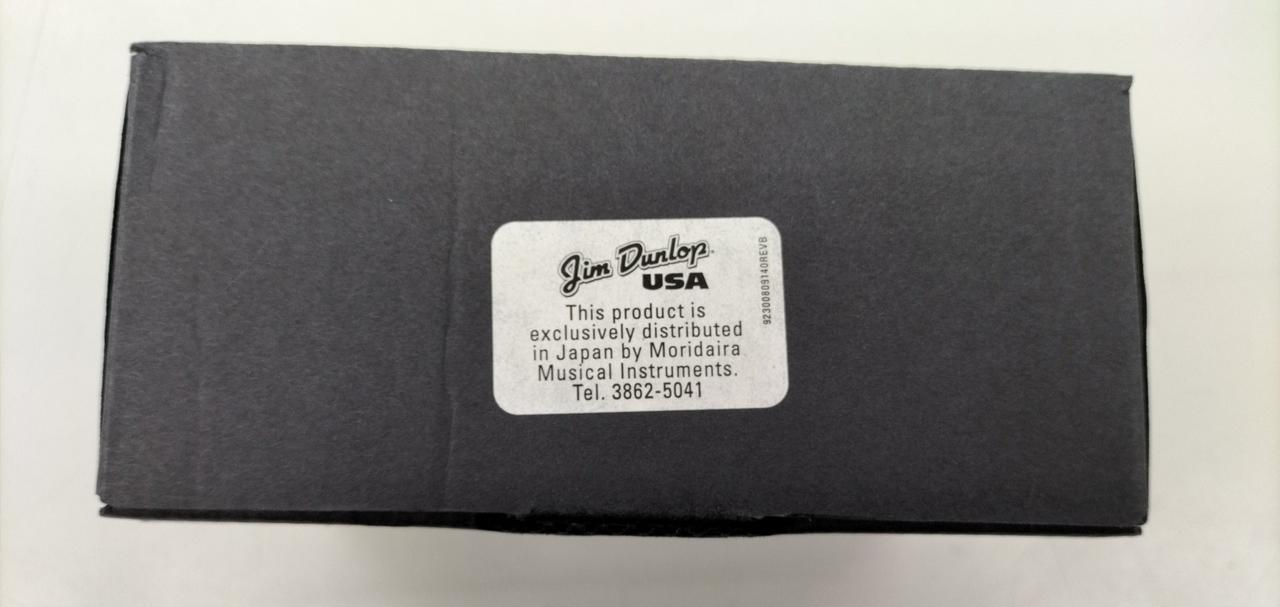 Jim Dunlop
USA
This product is
exclusively distributed
in Japan by Moridaira
Musical Instruments.
Tel. 3862-5041
92300809140REVB